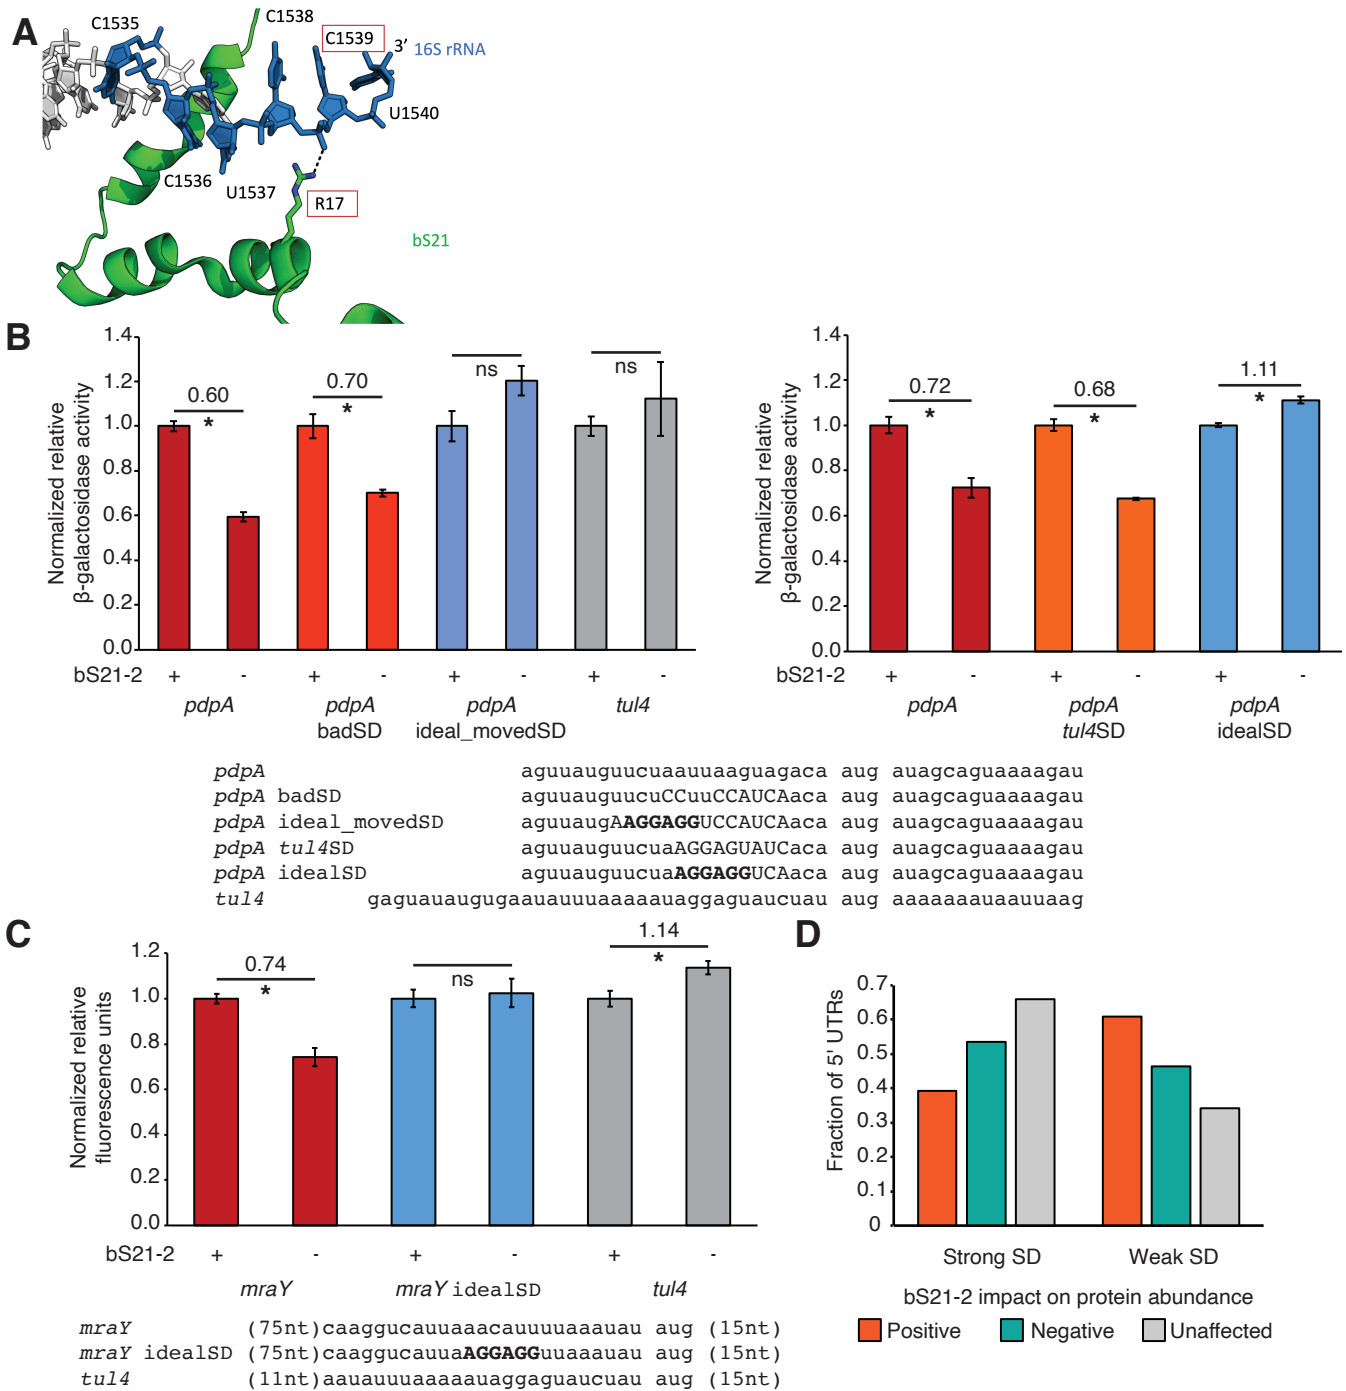 A
C1535
C1538
C1539
3’
16S rRNA
U1540
C1536
U1537
R17
bS21
B
Normalized relative
β-galactosidase activity
1.4
1.2
1.0
0.8
0.6
0.4
0.2
0.0
0.60
*
0.70
*
ns
ns
bS21-2 + - + - + - + -
pdpA
pdpA
badSD
pdpA
ideal_movedSD
tul4
Normalized relative
β-galactosidase activity
1.4
1.2
1.0
0.8
0.6
0.4
0.2
0.0
0.72
*
0.68
*
1.11
*
bS21-2 + - + - + -
pdpA
pdpA
tul4SD
pdpA
idealSD
pdpA aguuauguucuaauuaaguagaca aug auagcaguaaaagau
pdpA badSD aguuauguucuCCuuCCAUCAaca aug auagcaguaaaagau
pdpA ideal_movedSD aguuaugAAGGAGGUCCAUCAaca aug auagcaguaaaagau
pdpA tul4SD aguuauguucuaAGGAGUAUCaca aug auagcaguaaaagau
pdpA idealSD aguuauguucuaAGGAGGUCAaca aug auagcaguaaaagau
tul4 gaguauaugugaauauuuaaaaauaggaguaucuau aug aaaaaaauaauuaag
C
Normalized relative
fluorescence units
1.2
1.0
0.8
0.6
0.4
0.2
0.0
0.74
*
ns
1.14
*
bS21-2 + - + - + -
mraY
mraY idealSD
tul4
mraY (75nt)caaggucauuaaacauuuuaaauau aug (15nt)
mraY idealSD (75nt)caaggucauuaAGGAGGuuaaauau aug (15nt)
tul4 (11nt)aauauuuaaaaauaggaguaucuau aug (15nt)
D
Fraction of 5' UTRs
0.7
0.6
0.5
0.4
0.3
0.2
0.1
0
Strong SD
Weak SD
bS21-2 impact on protein abundance
Positive
Negative
Unaffected